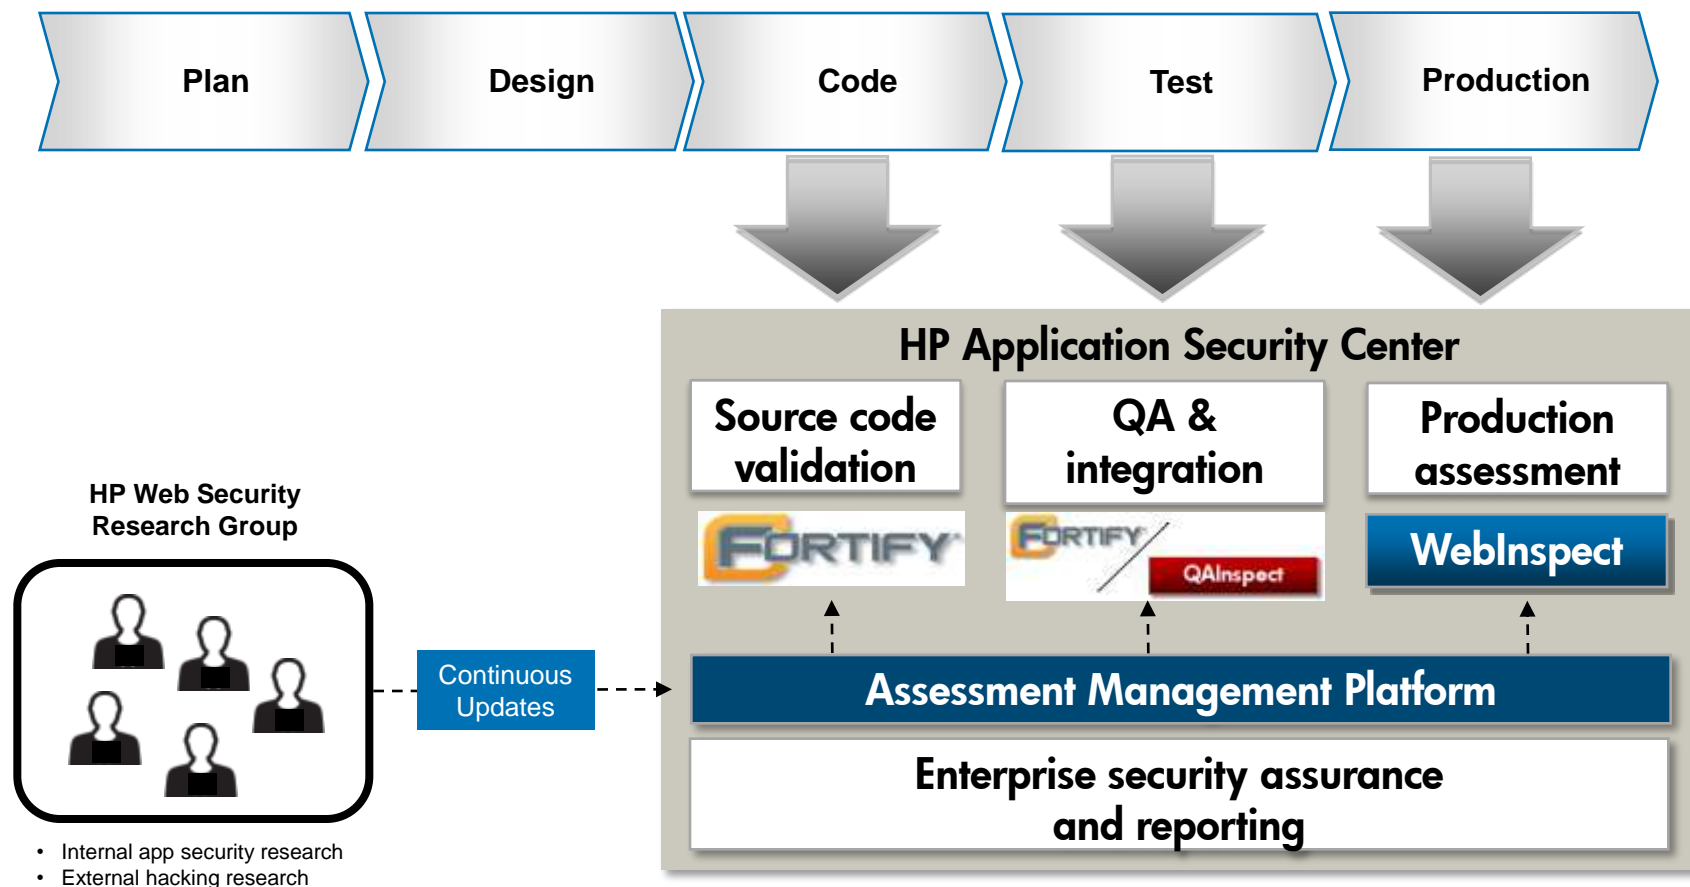 Plan
Design
Code
Test
Production
HP Application Security Center
Source code
validation
QA &
integration
Production
assessment
FORTIFY
FORTIFY
QAInspect
WebInspect
HP Web Security
Research Group
Continuous
Updates
Assessment Management Platform
Enterprise security assurance
and reporting
• Internal app security research
• External hacking research